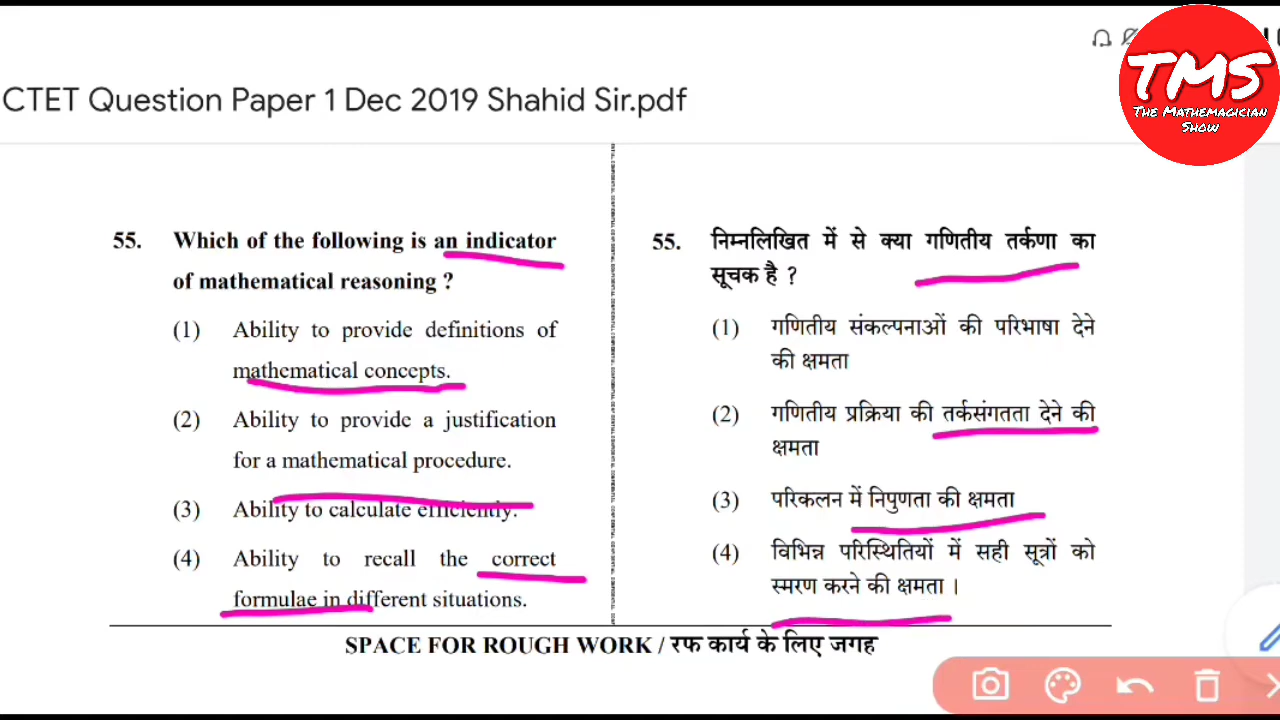 TMS
THE MATHEMAGICIAN
SHOW
CTET Question Paper 1 Dec 2019 Shahid Sir.pdf
55. Which of the following is an indicator
of mathematical reasoning ?
(1) Ability to provide definitions of
mathematical concepts.
(2) Ability to provide a justification
for a mathematical procedure.
(3) Ability to calculate efficiently.
(4) Ability to recall the correct
formulae in different situations.
55. निम्नलिखित में से क्या गणितीय तर्कणा का
सूचक है ?
(1) गणितीय संकल्पनाओं की परिभाषा देने
की क्षमता
(2) गणितीय प्रक्रिया की तर्कसंगतता देने की
क्षमता
(3) परिकलन में निपुणता की क्षमता
(4) विभिन्न परिस्थितियों में सही सूत्रों को
स्मरण करने की क्षमता ।
SPACE FOR ROUGH WORK / रफ कार्य के लिए जगह